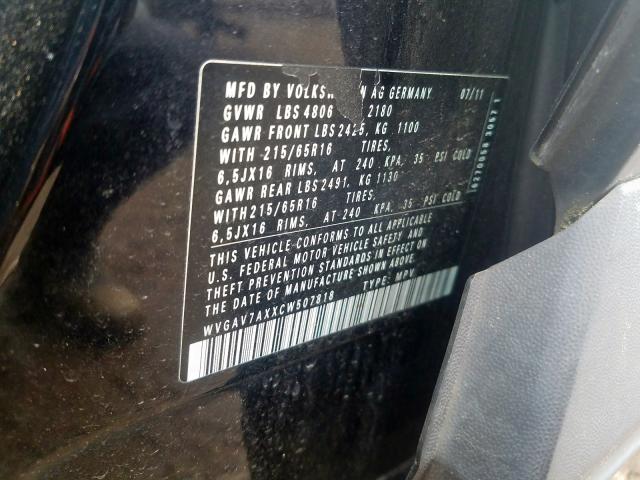 MFD BY VOLKSW EN AG GERMANY 07/11
GVWR LBS 4806 2180
GAWR FRONT LBS 2425, KG 1100
WITH 215/65R16 TIRES,
6,5JX16 RIMS, AT 240 KPA, 35 PSI COLD
GAWR REAR LBS 2491, KG 1130
WITH 215/65R16 TIRES,
6,5JX16 RIMS, AT 240 KPA, 35 PSI COLD
THIS VEHICLE CONFORMS TO ALL APPLICABLE
U.S. FEDERAL MOTOR VEHICLE SAFETY AND
THEFT PREVENTION STANDARDS IN EFFECT ON
THE DATE OF MANUFACTURE SHOWN ABOVE.
WVGAV7AXXCW507818 TYPE: MPV